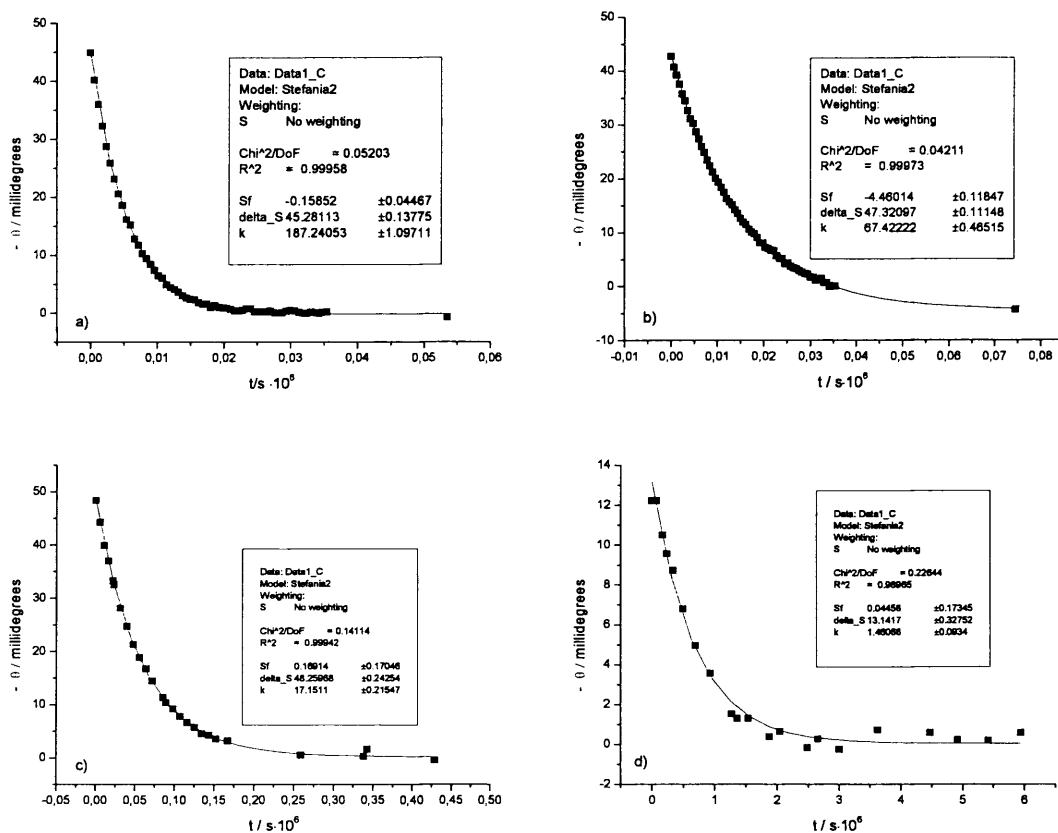 50
40
30
20
10
0
- θ / millidegrees
Data: Data1_C
Model: Stefania2
Weighting:
S No weighting
Chi^2/DoF = 0.05203
R^2 = 0.99958
Sf -0.15852 ±0.04467
delta_S 45.28113 ±0.13775
k 187.24053 ±1.09711
a)
0,00 0,01 0,02 0,03 0,04 0,05 0,06
t/s ·10⁶
50
40
30
20
10
0
-10
- θ / millidegrees
Data: Data1_C
Model: Stefania2
Weighting:
S No weighting
Chi^2/DoF = 0.04211
R^2 = 0.99973
Sf -4.46014 ±0.11847
delta_S 47.32097 ±0.11148
k 67.42222 ±0.46515
b)
-0,01 0,00 0,01 0,02 0,03 0,04 0,05 0,06 0,07 0,08
t / s·10⁶
50
40
30
20
10
0
- θ / millidegrees
Data: Data1_C
Model: Stefania2
Weighting:
S No weighting
Chi^2/DoF = 0.14114
R^2 = 0.99942
Sf 0.16914 ±0.17046
delta_S 48.25968 ±0.24254
k 17.1511 ±0.21547
c)
-0,05 0,00 0,05 0,10 0,15 0,20 0,25 0,30 0,35 0,40 0,45 0,50
t / s·10⁶
14
12
10
8
6
4
2
0
-2
- θ / millidegrees
Data: Data1_C
Model: Stefania2
Weighting:
S No weighting
Chi^2/DoF = 0.22644
R^2 = 0.98965
Sf 0.04456 ±0.17345
delta_S 13.1417 ±0.32752
k 1.46066 ±0.0934
d)
0 1 2 3 4 5 6
t / s·10⁶